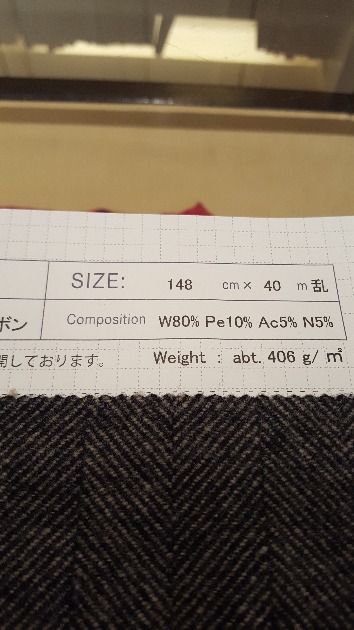 SIZE: 148 cm× 40 m乱
ボン Composition W80% Pe10% Ac5% N5%
開しております。 Weight : abt. 406 g/㎡